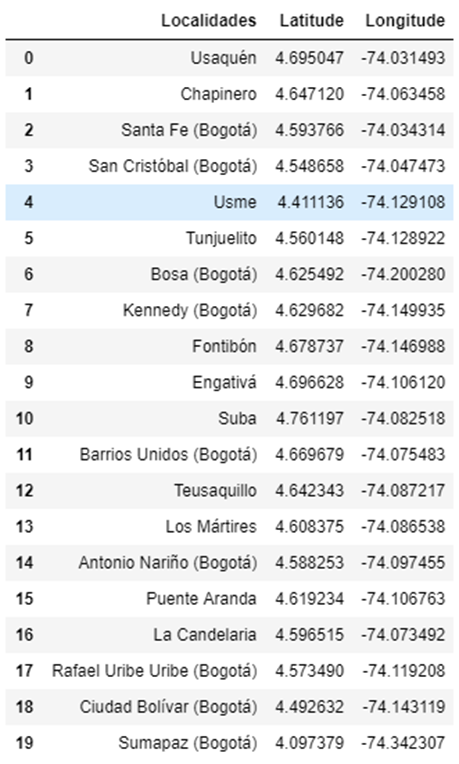 Localidades Latitude Longitude
0 Usaquén 4.695047 -74.031493
1 Chapinero 4.647120 -74.063458
2 Santa Fe (Bogotá) 4.593766 -74.034314
3 San Cristóbal (Bogotá) 4.548658 -74.047473
4 Usme 4.411136 -74.129108
5 Tunjuelito 4.560148 -74.128922
6 Bosa (Bogotá) 4.625492 -74.200280
7 Kennedy (Bogotá) 4.629682 -74.149935
8 Fontibón 4.678737 -74.146988
9 Engativá 4.696628 -74.106120
10 Suba 4.761197 -74.082518
11 Barrios Unidos (Bogotá) 4.669679 -74.075483
12 Teusaquillo 4.642343 -74.087217
13 Los Mártires 4.608375 -74.086538
14 Antonio Nariño (Bogotá) 4.588253 -74.097455
15 Puente Aranda 4.619234 -74.106763
16 La Candelaria 4.596515 -74.073492
17 Rafael Uribe Uribe (Bogotá) 4.573490 -74.119208
18 Ciudad Bolívar (Bogotá) 4.492632 -74.143119
19 Sumapaz (Bogotá) 4.097379 -74.342307